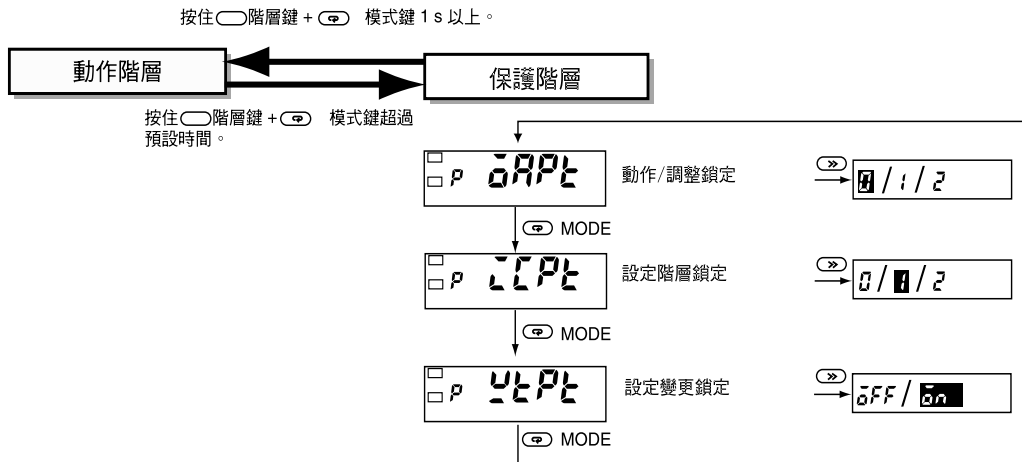 按住 階層鍵 + 模式鍵 1 s 以上。
動作階層
保護階層
按住 階層鍵 + 模式鍵超過
預設時間。
P oAPt 動作/調整鎖定 0 / 1 / 2
MODE
P iCPt 設定階層鎖定 0 / 1 / 2
MODE
P wtPt 設定變更鎖定 oFF / on
MODE